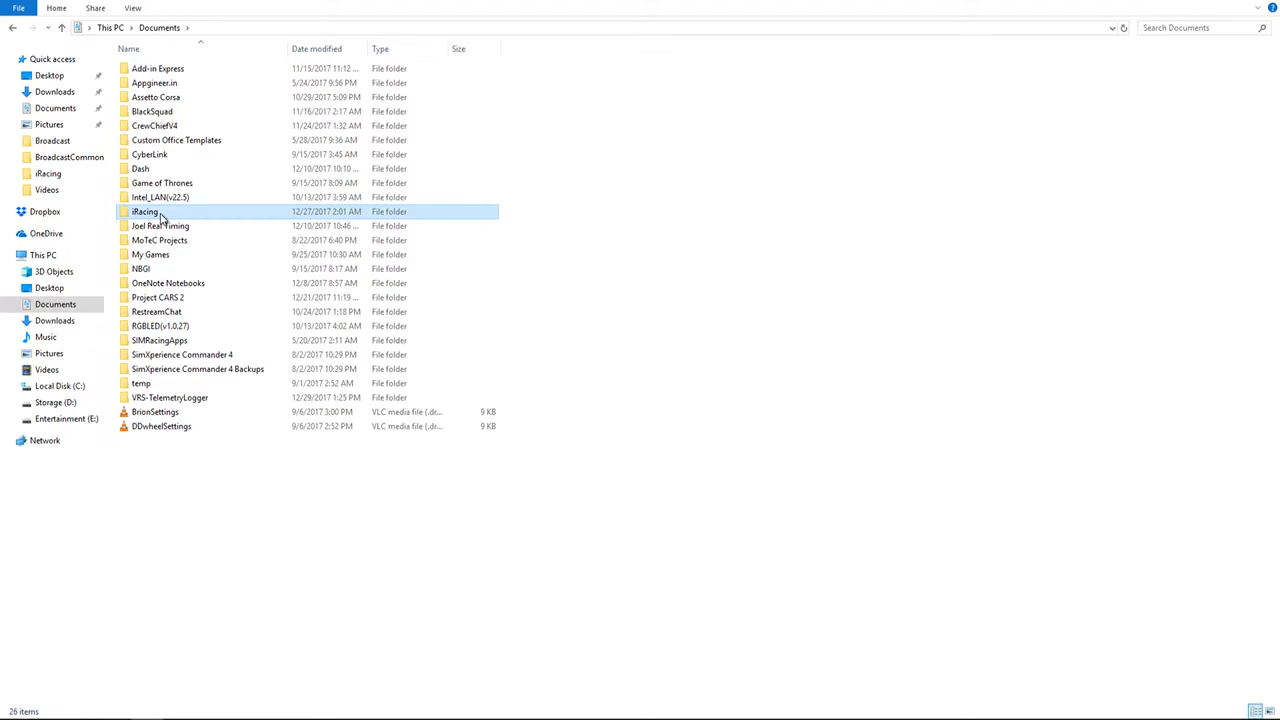 File Home Share View
This PC Documents Search Documents
Name Date modified Type Size
Quick access
Desktop
Downloads
Documents
Pictures
Broadcast
BroadcastCommon
iRacing
Videos
Dropbox
OneDrive
This PC
3D Objects
Desktop
Documents
Downloads
Music
Pictures
Videos
Local Disk (C:)
Storage (D:)
Entertainment (E:)
Network
Add-in Express 11/15/2017 11:12 ... File folder
Appgineer.in 5/24/2017 9:56 PM File folder
Assetto Corsa 10/29/2017 5:09 PM File folder
BlackSquad 11/16/2017 2:17 AM File folder
CrewChiefV4 11/24/2017 1:32 AM File folder
Custom Office Templates 5/28/2017 9:36 AM File folder
CyberLink 9/15/2017 3:45 AM File folder
Dash 12/10/2017 10:10 ... File folder
Game of Thrones 9/15/2017 8:09 AM File folder
Intel_LAN(v22.5) 10/13/2017 3:59 AM File folder
iRacing 12/27/2017 2:01 AM File folder
Joel Real Timing 12/10/2017 10:46 ... File folder
MoTeC Projects 8/22/2017 6:40 PM File folder
My Games 9/25/2017 10:30 AM File folder
NBGI 9/15/2017 8:17 AM File folder
OneNote Notebooks 12/8/2017 8:57 AM File folder
Project CARS 2 12/21/2017 11:19 ... File folder
RestreamChat 10/24/2017 1:18 PM File folder
RGBLED(v1.0.27) 10/13/2017 4:02 AM File folder
SIMRacingApps 5/20/2017 2:11 AM File folder
SimXperience Commander 4 8/2/2017 10:29 PM File folder
SimXperience Commander 4 Backups 8/2/2017 10:29 PM File folder
temp 9/1/2017 2:52 AM File folder
VRS-TelemetryLogger 12/29/2017 1:25 PM File folder
BrionSettings 9/6/2017 3:00 PM VLC media file (.dr... 9 KB
DDwheelSettings 9/6/2017 2:52 PM VLC media file (.dr... 9 KB
26 items